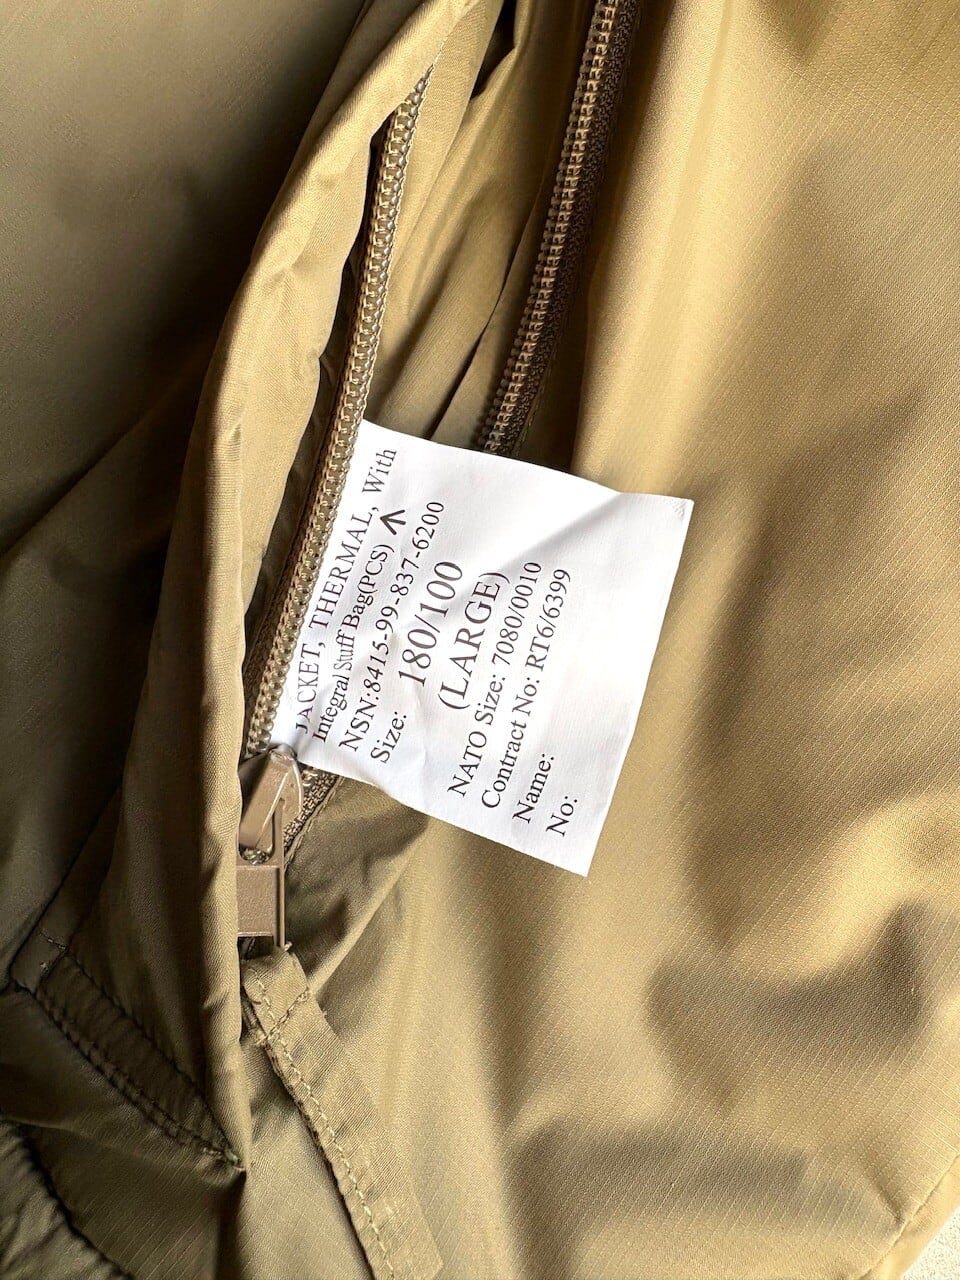 JACKET, THERMAL, With
Integral Stuff Bag(PCS)
NSN:8415-99-837-6200
Size: 180/100
(LARGE)
NATO Size: 7080/0010
Contract No: RT6/6399
Name:
No: